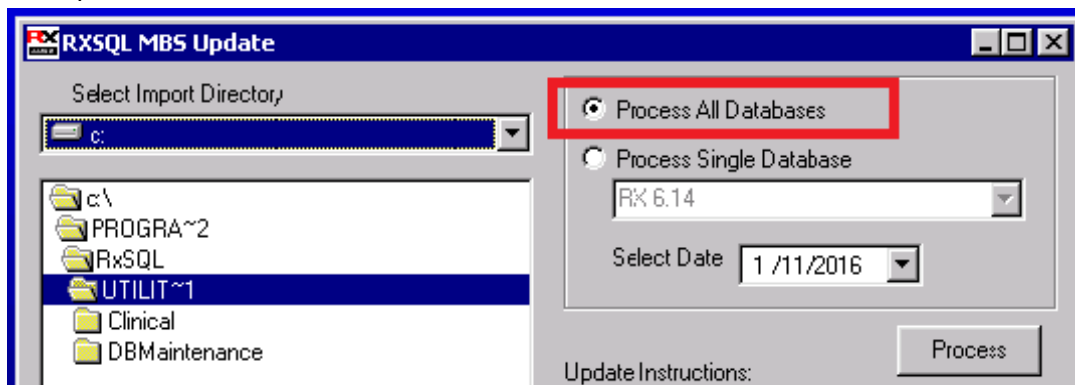 RXSQL MBS Update
Select Import Directory
c:
c:\
PROGRA~2
RxSQL
UTILIT~1
Clinical
DBMaintenance
Process All Databases
Process Single Database
RX 6.14
Select Date 1 /11/2016
Process
Update Instructions: